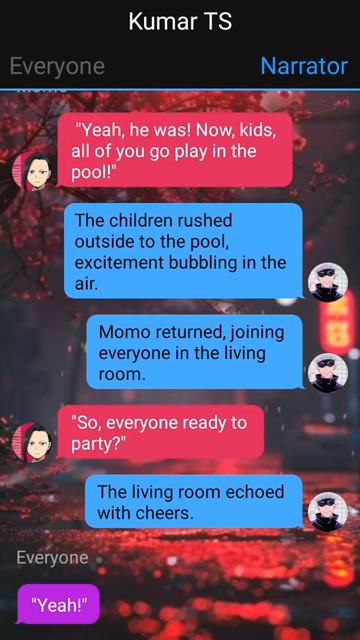 Kumar TS
Everyone
Narrator
"Yeah, he was! Now, kids,
all of you go play in the
pool!"
The children rushed
outside to the pool,
excitement bubbling in the
air.
Momo returned, joining
everyone in the living
room.
"So, everyone ready to
party?"
The living room echoed
with cheers.
Everyone
"Yeah!"